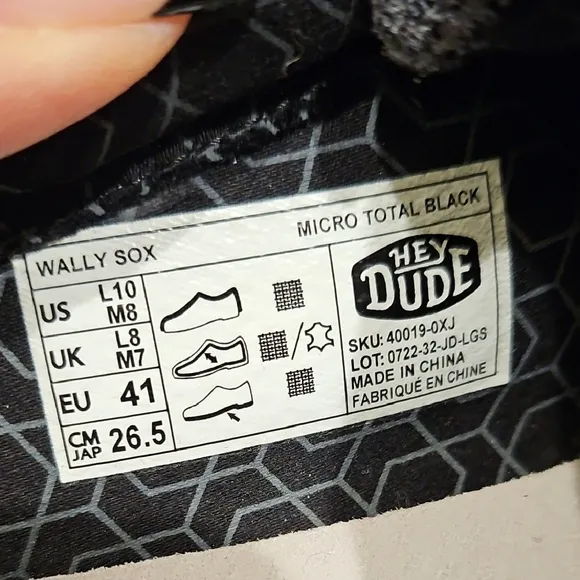 WALLY SOX
MICRO TOTAL BLACK
US L10
M8
UK L8
M7
EU 41
CM
JAP 26.5
HEY
DUDE
SKU: 40019-0XJ
LOT: 0722-32-JD-LGS
MADE IN CHINA
FABRIQUÉ EN CHINE